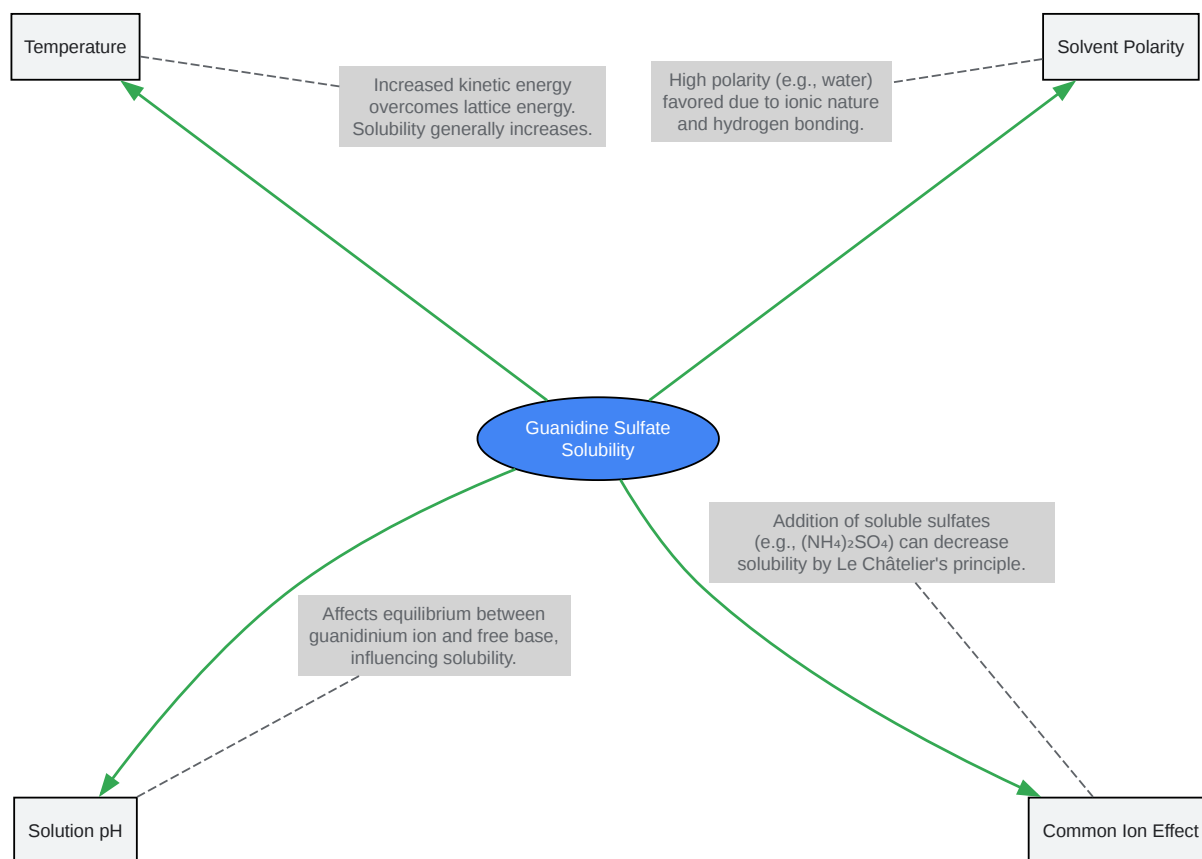 Temperature
Solvent Polarity
Increased kinetic energy
overcomes lattice energy.
Solubility generally increases.
High polarity (e.g., water)
favored due to ionic nature
and hydrogen bonding.
Guanidine Sulfate
Solubility
Addition of soluble sulfates
(e.g., (NH₄)₂SO₄) can decrease
solubility by Le Châtelier's principle.
Affects equilibrium between
guanidinium ion and free base,
influencing solubility.
Solution pH
Common Ion Effect